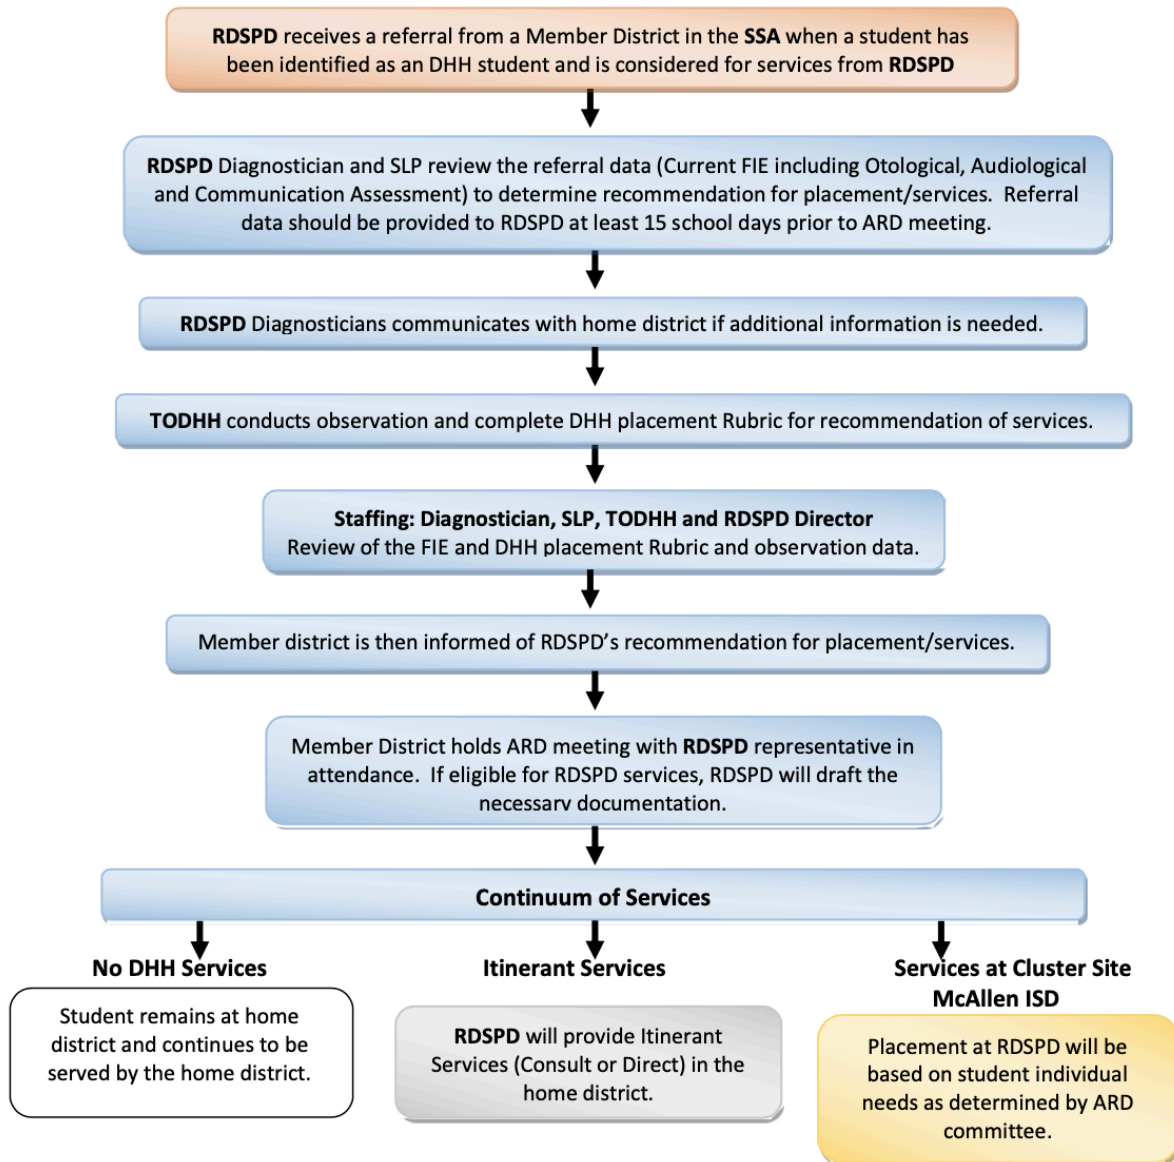 RDSPD receives a referral from a Member District in the SSA when a student has
been identified as an DHH student and is considered for services from RDSPD
RDSPD Diagnostician and SLP review the referral data (Current FIE including Otological, Audiological
and Communication Assessment) to determine recommendation for placement/services. Referral
data should be provided to RDSPD at least 15 school days prior to ARD meeting.
RDSPD Diagnosticians communicates with home district if additional information is needed.
TODHH conducts observation and complete DHH placement Rubric for recommendation of services.
Staffing: Diagnostician, SLP, TODHH and RDSPD Director
Review of the FIE and DHH placement Rubric and observation data.
Member district is then informed of RDSPD’s recommendation for placement/services.
Member District holds ARD meeting with RDSPD representative in
attendance. If eligible for RDSPD services, RDSPD will draft the
necessary documentation.
Continuum of Services
No DHH Services
Student remains at home
district and continues to be
served by the home district.
Itinerant Services
RDSPD will provide Itinerant
Services (Consult or Direct) in the
home district.
Services at Cluster Site
McAllen ISD
Placement at RDSPD will be
based on student individual
needs as determined by ARD
committee.